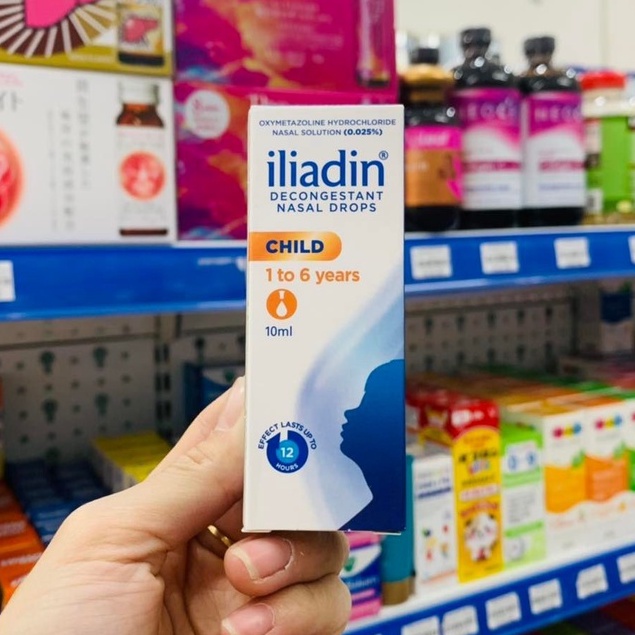 OXYMETAZOLINE HYDROCHLORIDE
NASAL SOLUTION (0.025%)
iliadin®
DECONGESTANT
NASAL DROPS
CHILD
1 to 6 years
10ml
EFFECT LASTS UP TO
12
HOURS